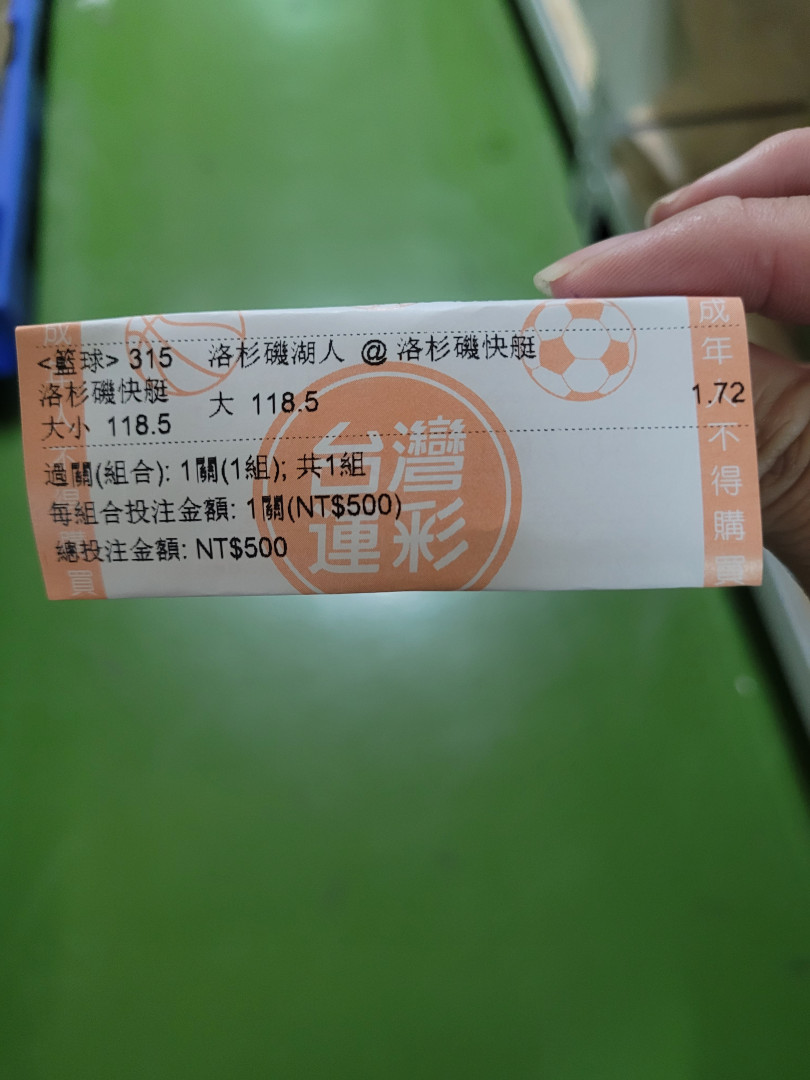 <籃球> 315 洛杉磯湖人 @ 洛杉磯快艇
洛杉磯快艇
大小 118.5 大 118.5 1.72
過關(組合): 1關(1組); 共1組
每組合投注金額: 1關(NT$500)
總投注金額: NT$500
台灣
運彩
成年人不得購買